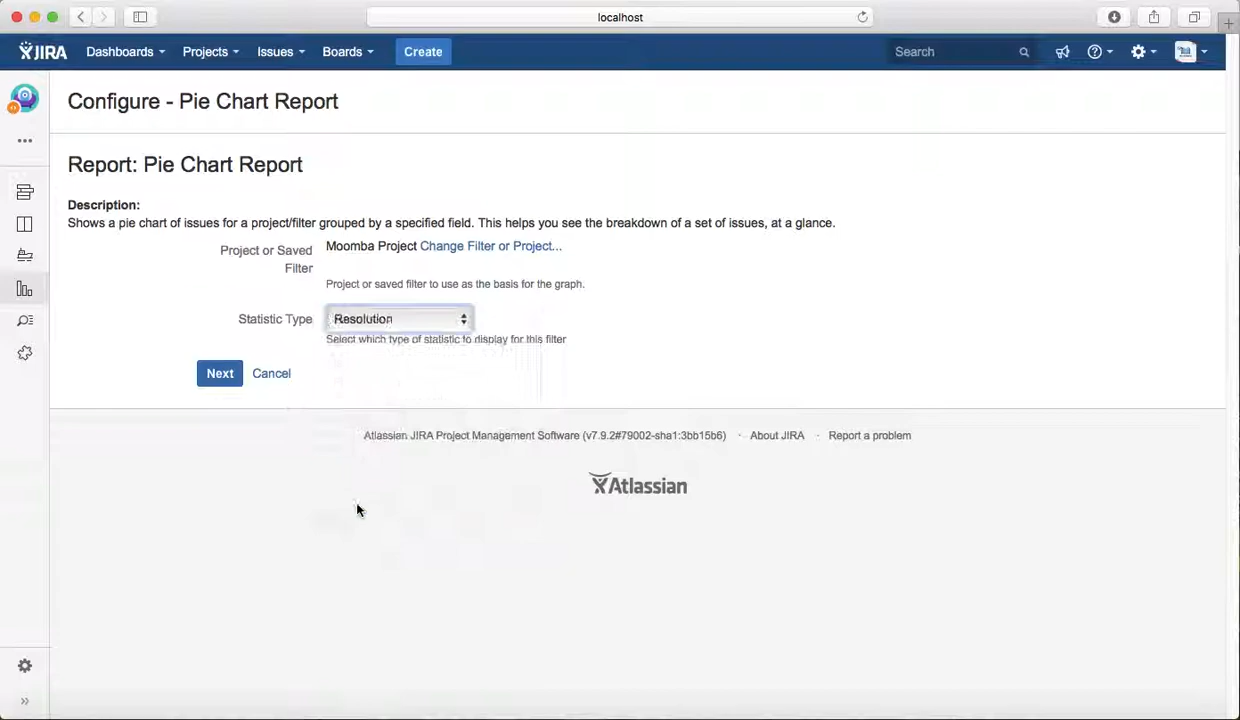 localhost
JIRA Dashboards Projects Issues Boards Create Search
Configure - Pie Chart Report
Report: Pie Chart Report
Description:
Shows a pie chart of issues for a project/filter grouped by a specified field. This helps you see the breakdown of a set of issues, at a glance.
Project or Saved Filter
Moomba Project Change Filter or Project...
Project or saved filter to use as the basis for the graph.
Statistic Type
Resolution
Select which type of statistic to display for this filter
Next Cancel
Atlassian JIRA Project Management Software (v7.9.2#79002-sha1:3bb15b6) · About JIRA · Report a problem
Atlassian